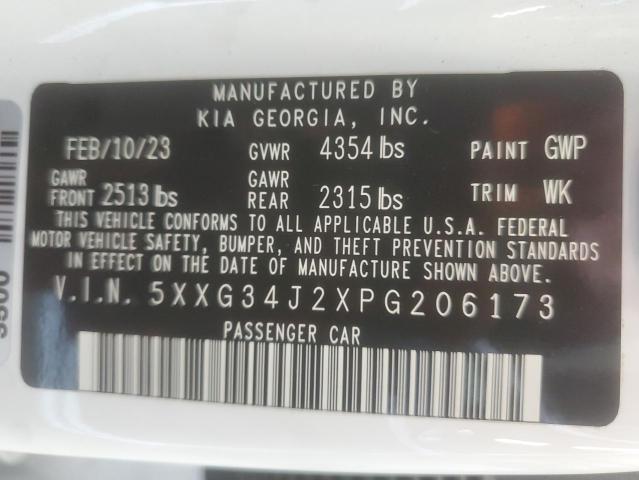 MANUFACTURED BY
KIA GEORGIA, INC.
FEB/10/23 GVWR 4354 lbs PAINT GWP
GAWR FRONT 2513 lbs GAWR REAR 2315 lbs TRIM WK
THIS VEHICLE CONFORMS TO ALL APPLICABLE U.S.A. FEDERAL
MOTOR VEHICLE SAFETY, BUMPER, AND THEFT PREVENTION STANDARDS
IN EFFECT ON THE DATE OF MANUFACTURE SHOWN ABOVE.
V.I.N. 5XXG34J2XPG206173
PASSENGER CAR